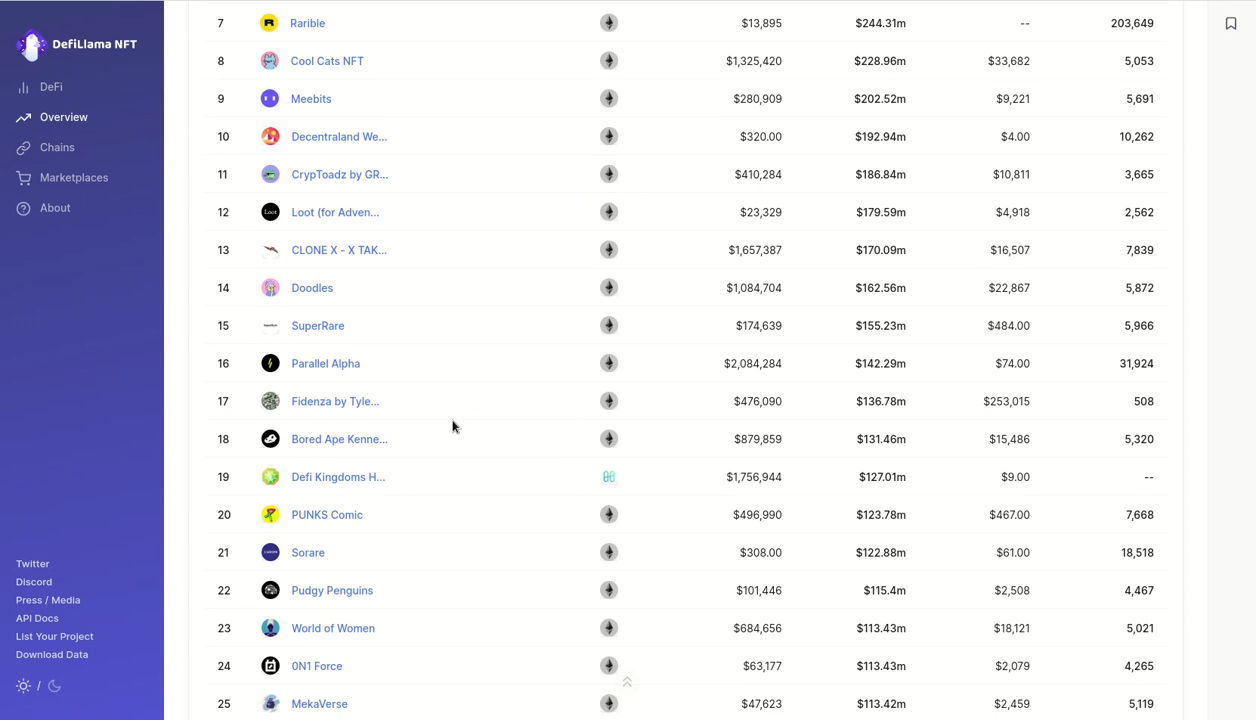 DefiLlama NFT
DeFi
Overview
Chains
Marketplaces
About
Twitter
Discord
Press / Media
API Docs
List Your Project
Download Data
/
7 Rarible $13,895 $244.31m -- 203,649
8 Cool Cats NFT $1,325,420 $228.96m $33,682 5,053
9 Meebits $280,909 $202.52m $9,221 5,691
10 Decentraland We... $320.00 $192.94m $4.00 10,262
11 CrypToadz by GR... $410,284 $186.84m $10,811 3,665
12 Loot Loot (for Adven... $23,329 $179.59m $4,918 2,562
13 CLONE X - X TAK... $1,657,387 $170.09m $16,507 7,839
14 Doodles $1,084,704 $162.56m $22,867 5,872
15 SuperRare $174,639 $155.23m $484.00 5,966
16 Parallel Alpha $2,084,284 $142.29m $74.00 31,924
17 Fidenza by Tyle... $476,090 $136.78m $253,015 508
18 Bored Ape Kenne... $879,859 $131.46m $15,486 5,320
19 Defi Kingdoms H... $1,756,944 $127.01m $9.00 --
20 PUNKS Comic $496,990 $123.78m $467.00 7,668
21 Sorare $308.00 $122.88m $61.00 18,518
22 Pudgy Penguins $101,446 $115.4m $2,508 4,467
23 World of Women $684,656 $113.43m $18,121 5,021
24 0N1 Force $63,177 $113.43m $2,079 4,265
25 MekaVerse $47,623 $113.42m $2,459 5,119